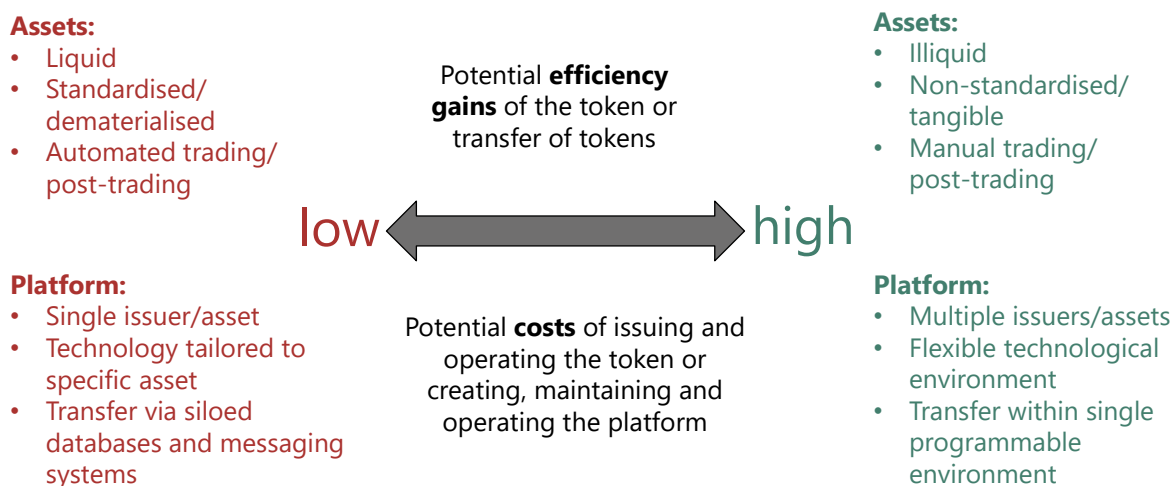 Assets:
• Liquid
• Standardised/
dematerialised
• Automated trading/
post-trading
Potential efficiency
gains of the token or
transfer of tokens
Assets:
• Illiquid
• Non-standardised/
tangible
• Manual trading/
post-trading
low
high
Platform:
• Single issuer/asset
• Technology tailored to
specific asset
• Transfer via siloed
databases and messaging
systems
Potential costs of issuing and
operating the token or
creating, maintaining and
operating the platform
Platform:
• Multiple issuers/assets
• Flexible technological
environment
• Transfer within single
programmable
environment